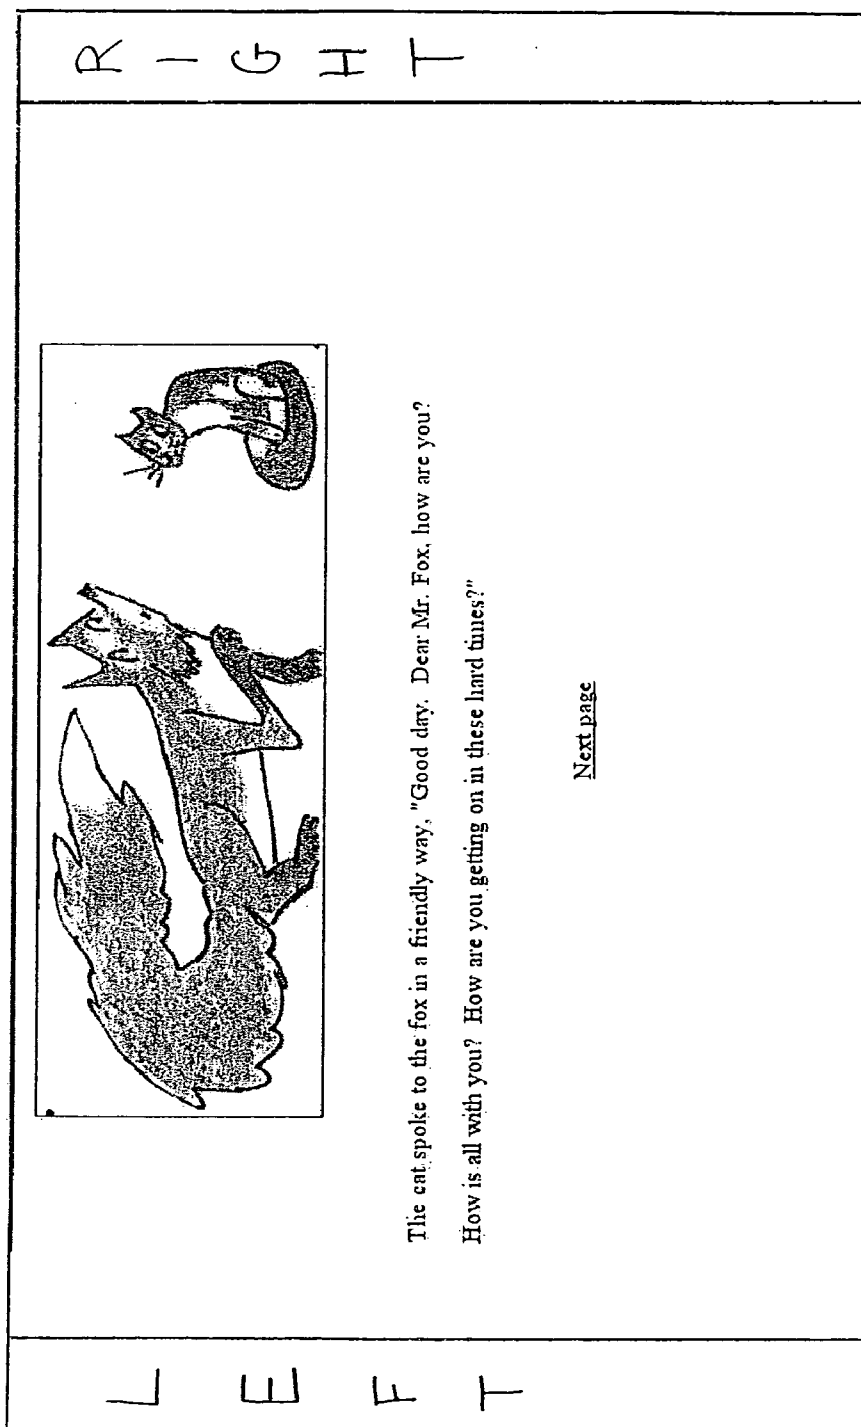 LEFT
The cat spoke to the fox in a friendly way, "Good day. Dear Mr. Fox, how are you?
How is all with you? How are you getting on in these hard times?"
Next page
RIGHT